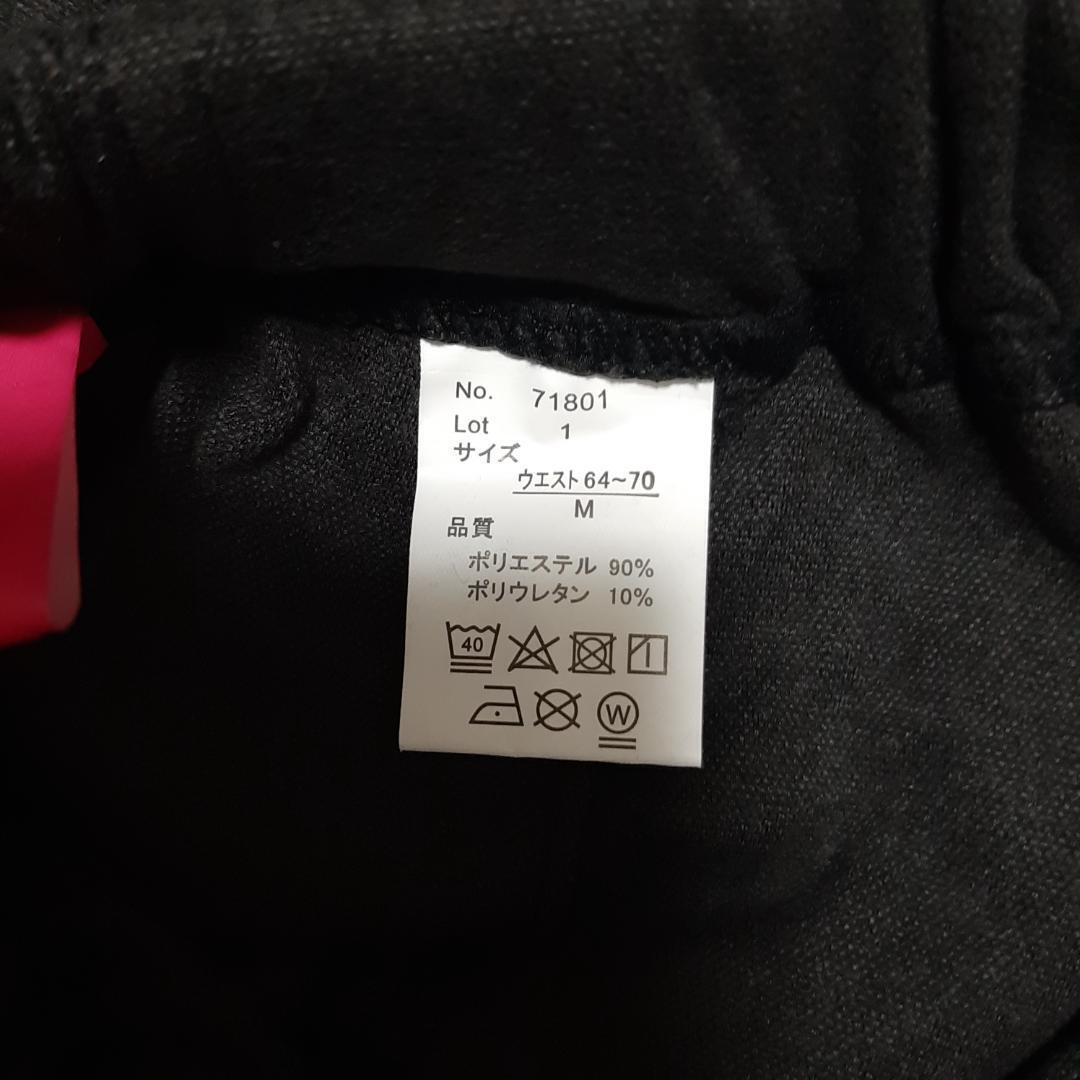 No. 71801
Lot 1
サイズ
ウエスト64~70
M
品質
ポリエステル 90%
ポリウレタン 10%
40
W